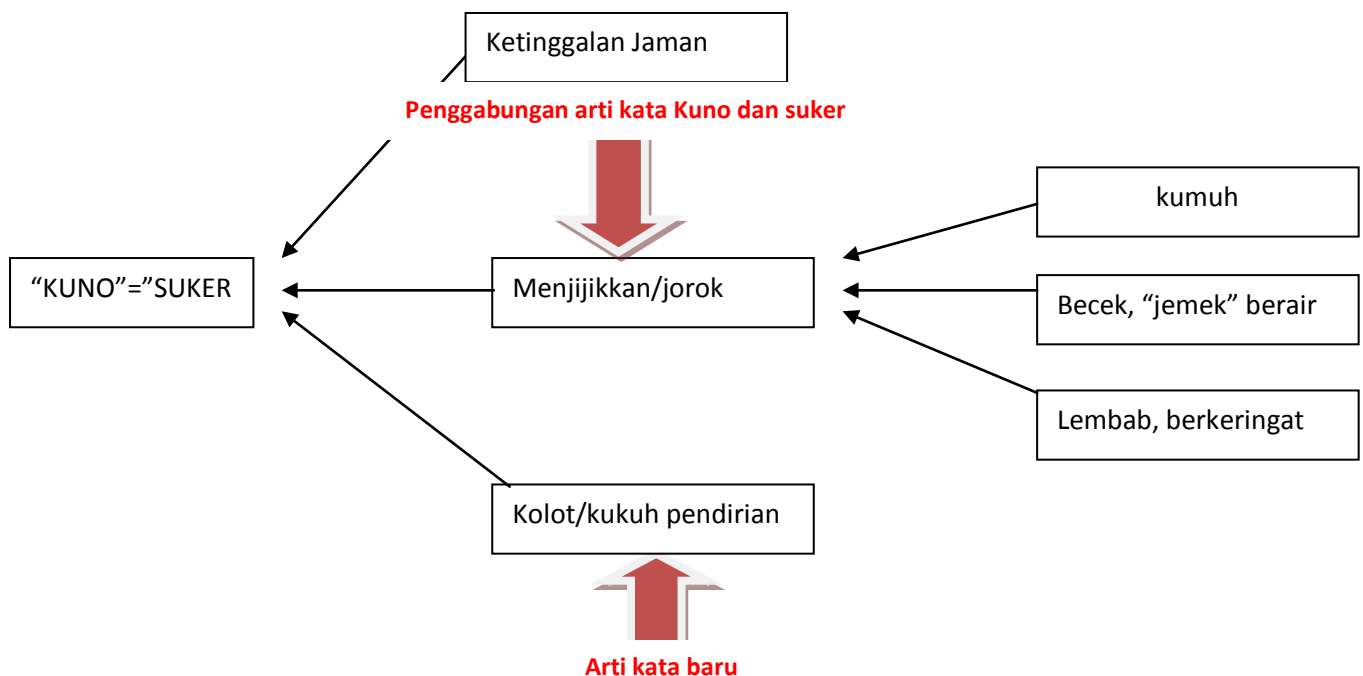 Ketinggalan Jaman
Penggabungan arti kata Kuno dan suker
kumuh
“KUNO”=”SUKER
Menjijikkan/jorok
Becek, “jemek” berair
Lembab, berkeringat
Kolot/kukuh pendirian
Arti kata baru